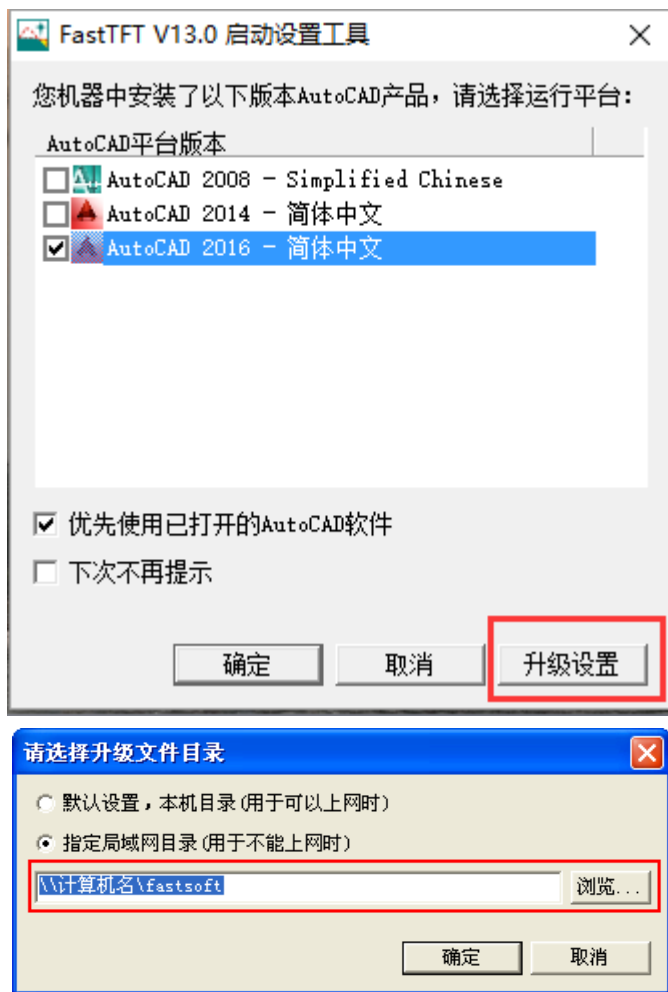 FastTFT V13.0 启动设置工具
您机器中安装了以下版本AutoCAD产品，请选择运行平台：
AutoCAD平台版本
AutoCAD 2008 - Simplified Chinese
AutoCAD 2014 - 简体中文
AutoCAD 2016 - 简体中文
优先使用已打开的AutoCAD软件
下次不再提示
确定 取消 升级设置
请选择升级文件目录
默认设置，本机目录(用于可以上网时)
指定局域网目录(用于不能上网时)
\\计算机名\fastsoft 浏览...
确定 取消